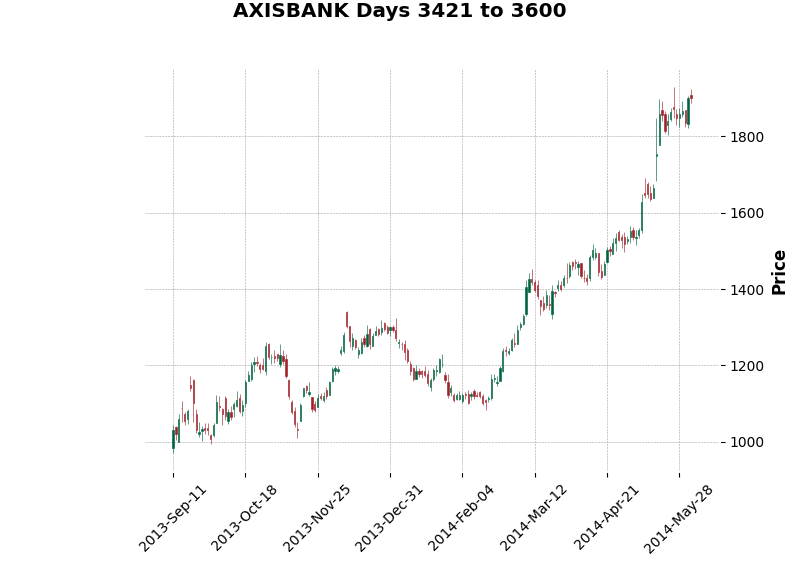 AXISBANK Days 3421 to 3600
1800
1600
1400
1200
1000
Price
2013-Sep-11
2013-Oct-18
2013-Nov-25
2013-Dec-31
2014-Feb-04
2014-Mar-12
2014-Apr-21
2014-May-28